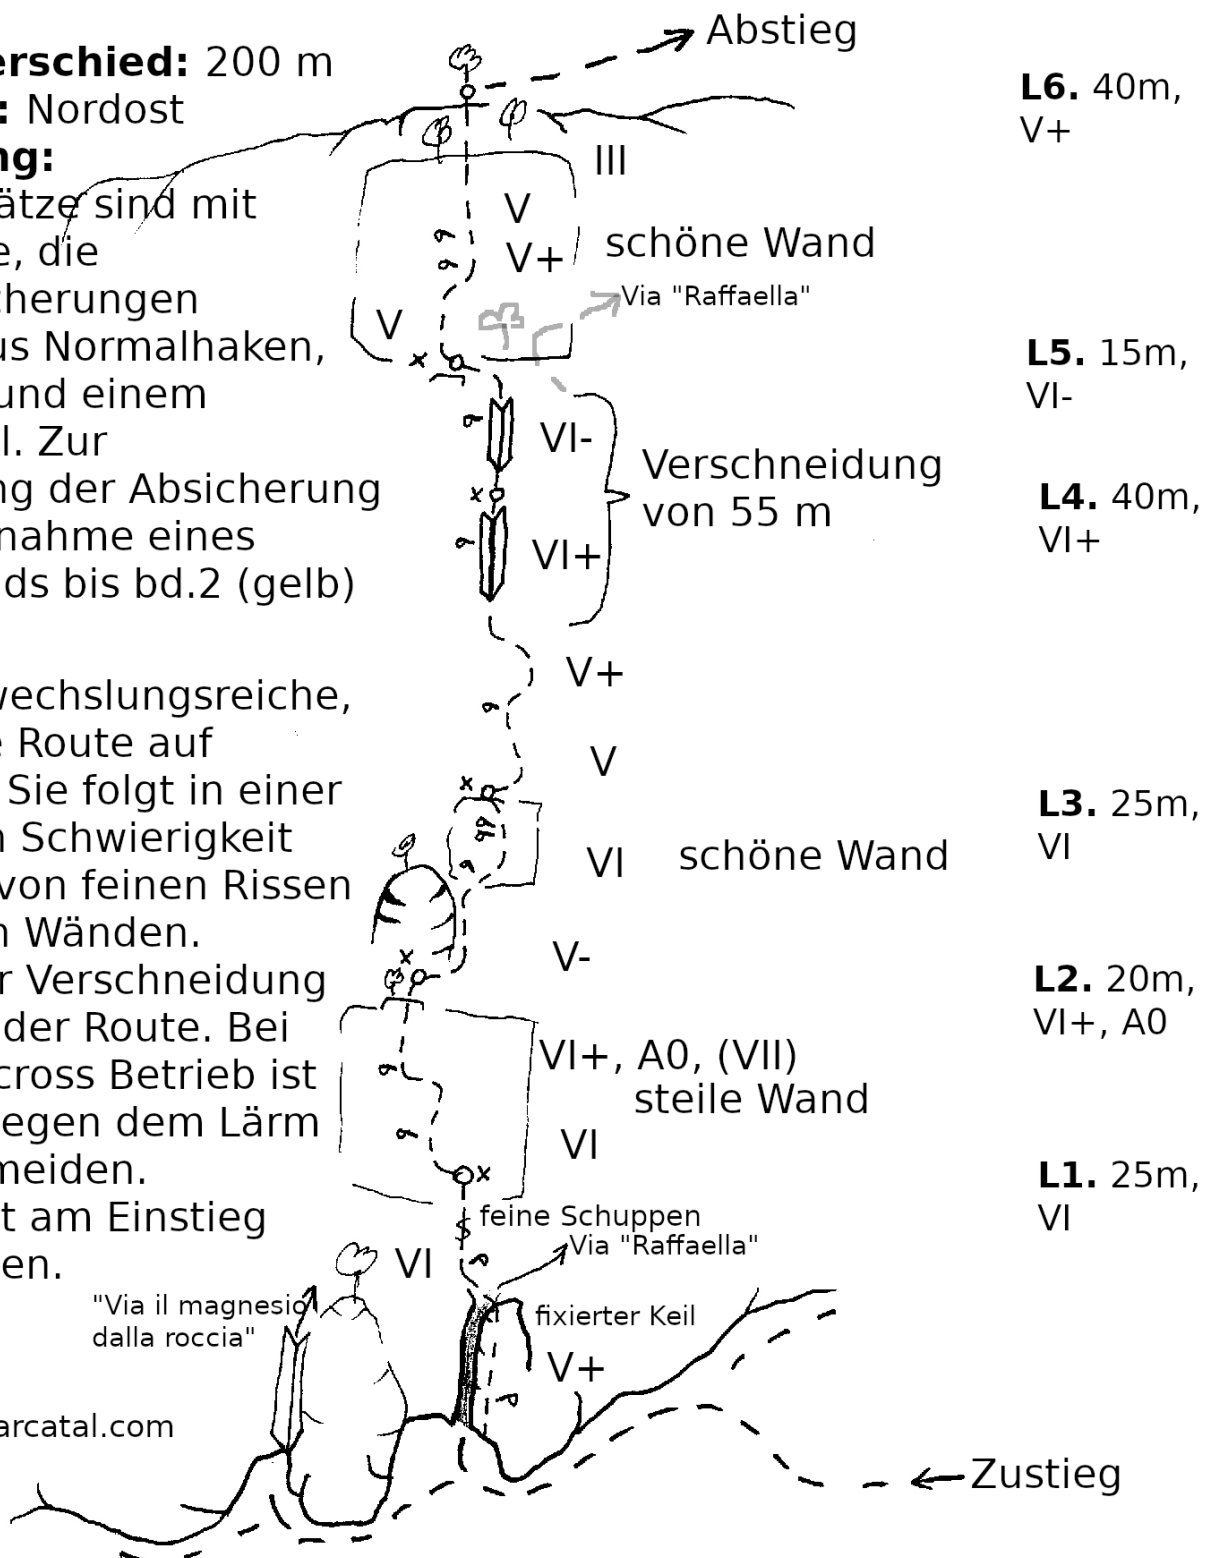 erschied: 200 m
: Nordost
ng:
ätze sind mit
e, die
cherungen
us Normalhaken,
und einem
l. Zur
ng der Absicherung
nahme eines
ds bis bd.2 (gelb)
wechslungsreiche,
e Route auf
Sie folgt in einer
n Schwierigkeit
von feinen Rissen
n Wänden.
r Verschneidung
der Route. Bei
cross Betrieb ist
egen dem Lärm
meiden.
t am Einstieg
en.
arcatal.com
Abstieg
III
V
V+
schöne Wand
Via "Raffaella"
V
VI-
Verschneidung
von 55 m
VI+
V+
V
VI
schöne Wand
V-
VI+, A0, (VII)
steile Wand
VI
feine Schuppen
Via "Raffaella"
VI
"Via il magnesio
dalla roccia"
fixierter Keil
V+
Zustieg
L6. 40m,
V+
L5. 15m,
VI-
L4. 40m,
VI+
L3. 25m,
VI
L2. 20m,
VI+, A0
L1. 25m,
VI